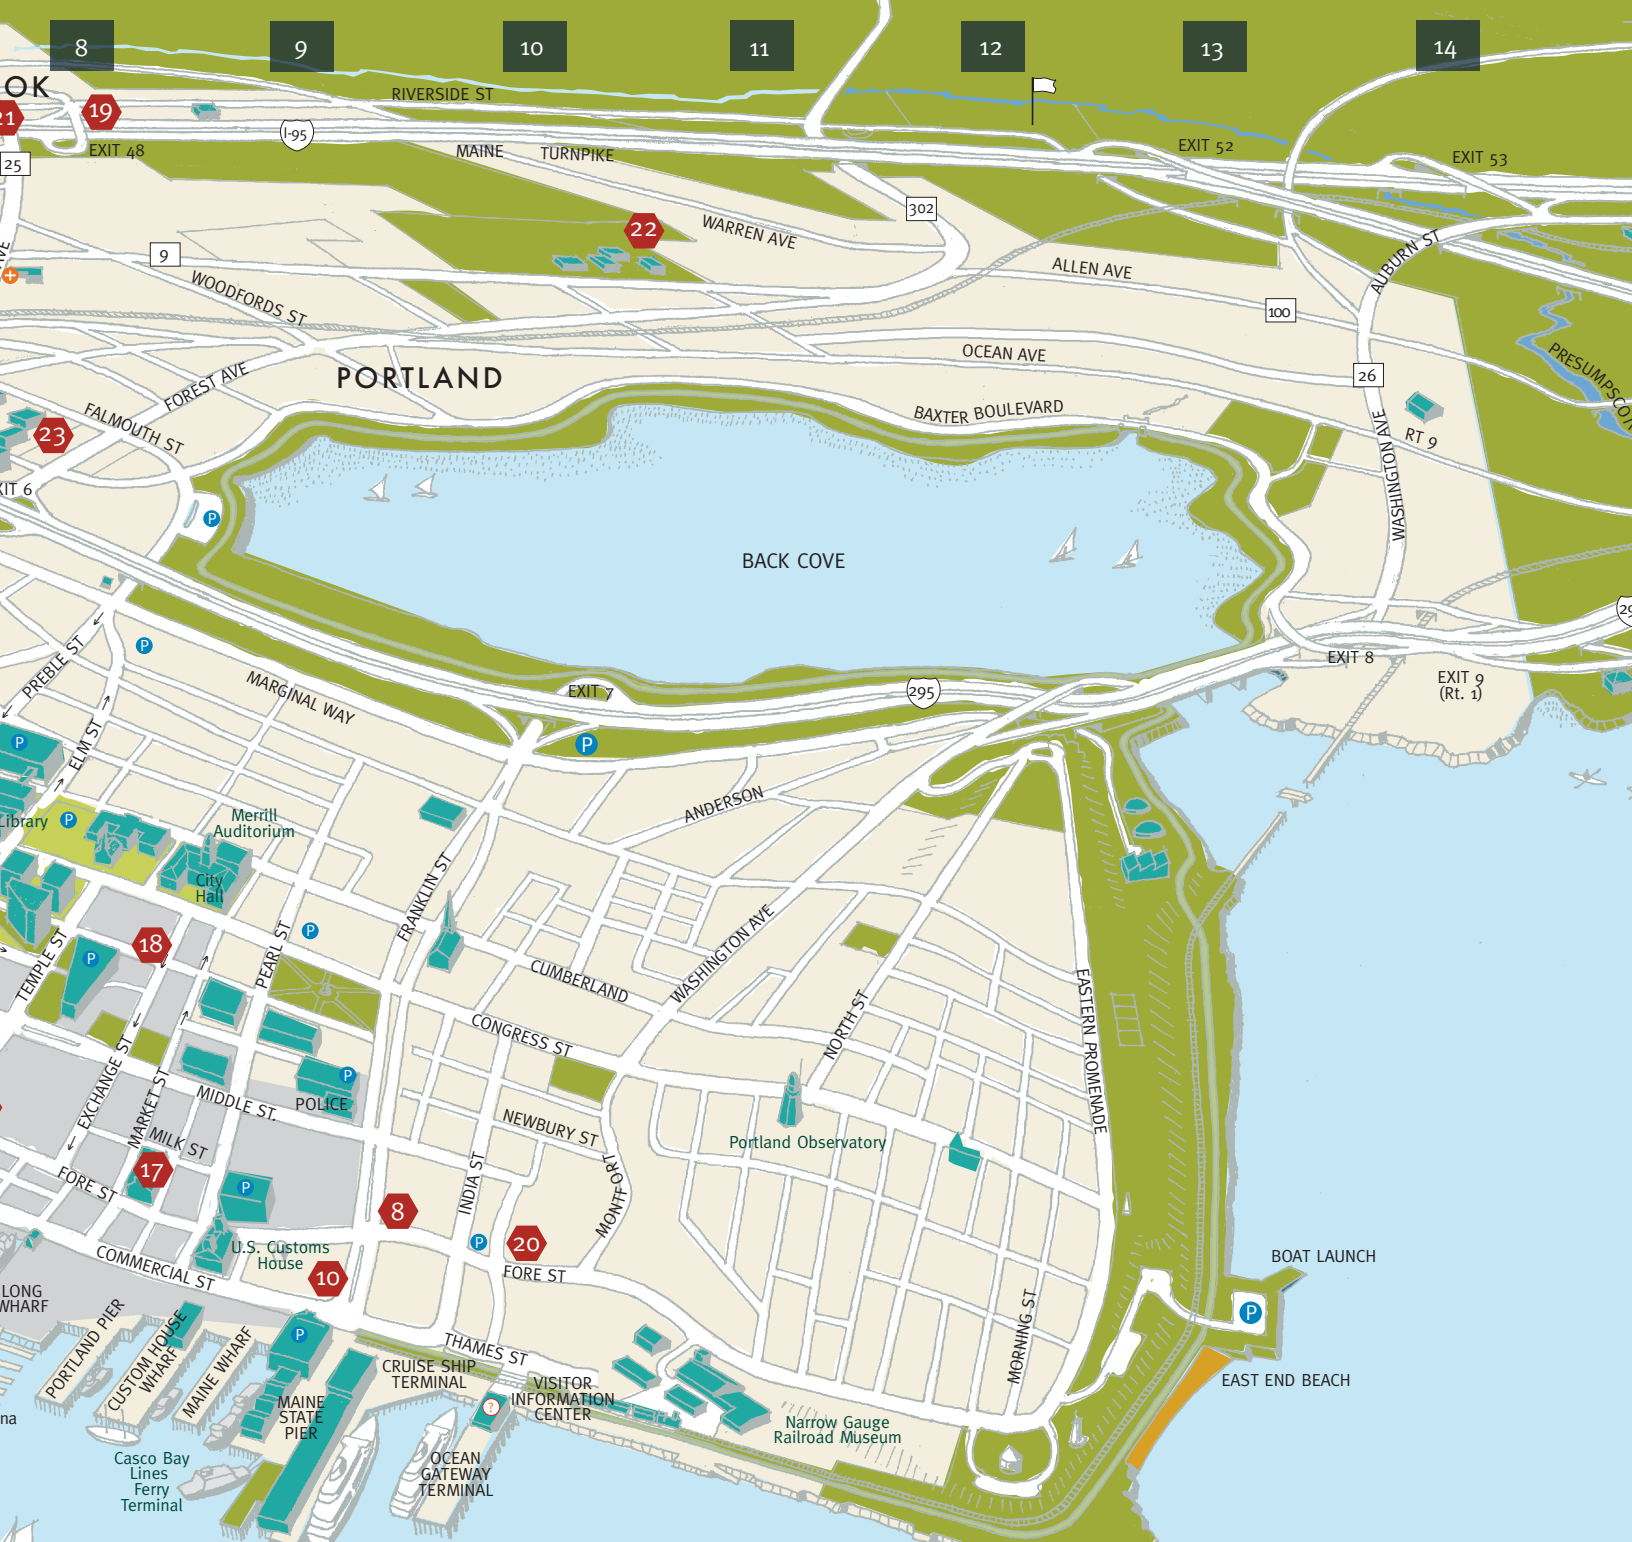 8
9
10
11
12
13
14
OK
21
19
RIVERSIDE ST
I-95
EXIT 48
MAINE TURNPIKE
EXIT 52
EXIT 53
25
302
22
WARREN AVE
9
ALLEN AVE
AUBURN ST
WOODFORDS ST
100
OCEAN AVE
PRESUMPSCOT
26
PORTLAND
FOREST AVE
FALMOUTH ST
23
BAXTER BOULEVARD
RT 9
WASHINGTON AVE
XIT 6
P
BACK COVE
P
PREBLE ST
MARGINAL WAY
EXIT 7
295
EXIT 8
EXIT 9
(Rt. 1)
29
P
ELM ST
P
Library
P
Merrill
Auditorium
ANDERSON
City
Hall
FRANKLIN ST
18
P
P
PEARL ST
TEMPLE ST
CUMBERLAND
WASHINGTON AVE
NORTH ST
EASTERN PROMENADE
CONGRESS ST
EXCHANGE ST
MARKET ST
MIDDLE ST.
P
POLICE
NEWBURY ST
Portland Observatory
MILK ST
17
FORE ST
P
INDIA ST
MONTFORT
8
P
20
U.S. Customs
House
10
COMMERCIAL ST
FORE ST
BOAT LAUNCH
P
LONG
WHARF
PORTLAND PIER
CUSTOM HOUSE
WHARF
MAINE WHARF
P
MAINE
STATE
PIER
THAMES ST
CRUISE SHIP
TERMINAL
VISITOR
INFORMATION
CENTER
?
MORNING ST
EAST END BEACH
Narrow Gauge
Railroad Museum
na
Casco Bay
Lines
Ferry
Terminal
OCEAN
GATEWAY
TERMINAL